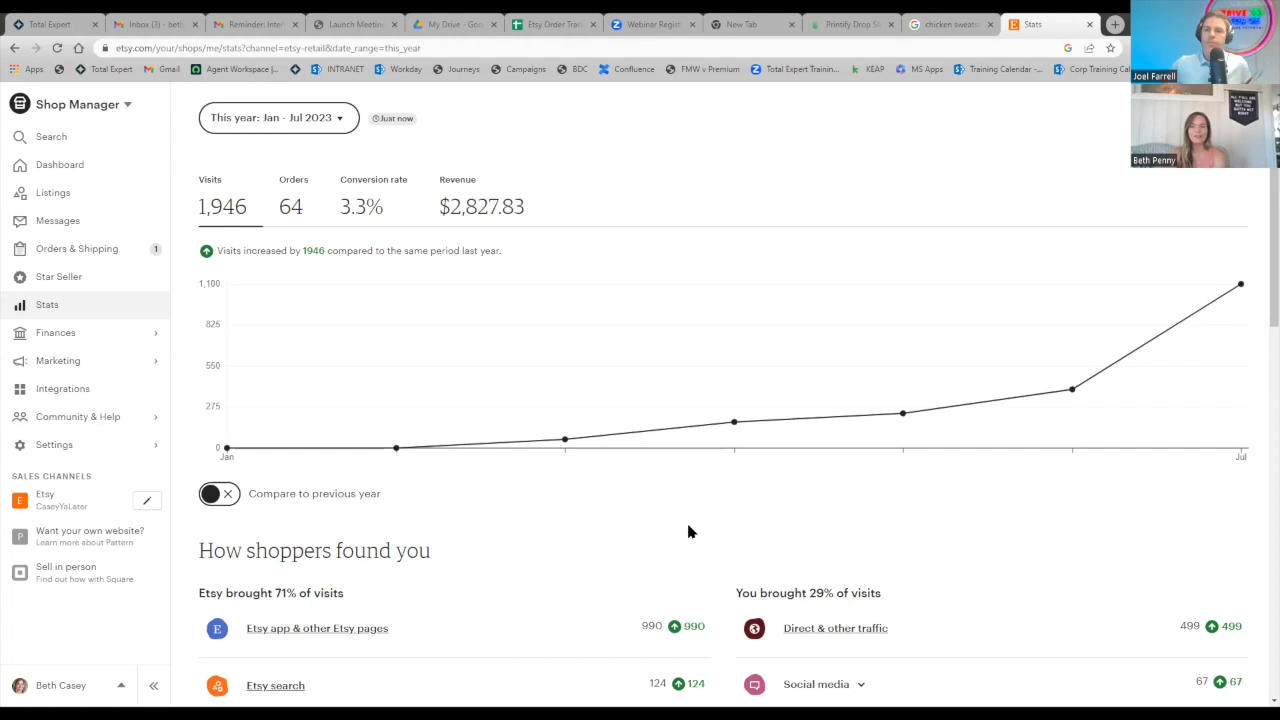 Total Expert
Inbox (3) - beth
Reminder: Inter
Launch Meetin
My Drive - Goo
Etsy Order Trac
Webinar Regist
New Tab
Printify Drop S
chicken sweats
Stats
etsy.com/your/shops/me/stats?channel=etsy-retail&date_range=this_year
Apps
Total Expert
Gmail
Agent Workspace |...
INTRANET
Workday
Journeys
Campaigns
BDC
Confluence
FMW v Premium
Total Expert Trainin...
KEAP
MS Apps
Training Calendar -...
Corp Training Cal
Joel Farrell
Beth Penny
Shop Manager
Search
Dashboard
Listings
Messages
Orders & Shipping 1
Star Seller
Stats
Finances
Marketing
Integrations
Community & Help
Settings
SALES CHANNELS
E Etsy
CaseyYaLater
P Want your own website?
Learn more about Pattern
Sell in person
Find out how with Square
Beth Casey
This year: Jan - Jul 2023
Just now
Visits Orders Conversion rate Revenue
1,946 64 3.3% $2,827.83
Visits increased by 1946 compared to the same period last year.
1,100
825
550
275
0
Jan Jul
Compare to previous year
How shoppers found you
Etsy brought 71% of visits
E Etsy app & other Etsy pages 990 990
Etsy search 124 124
You brought 29% of visits
Direct & other traffic 499 499
Social media 67 67